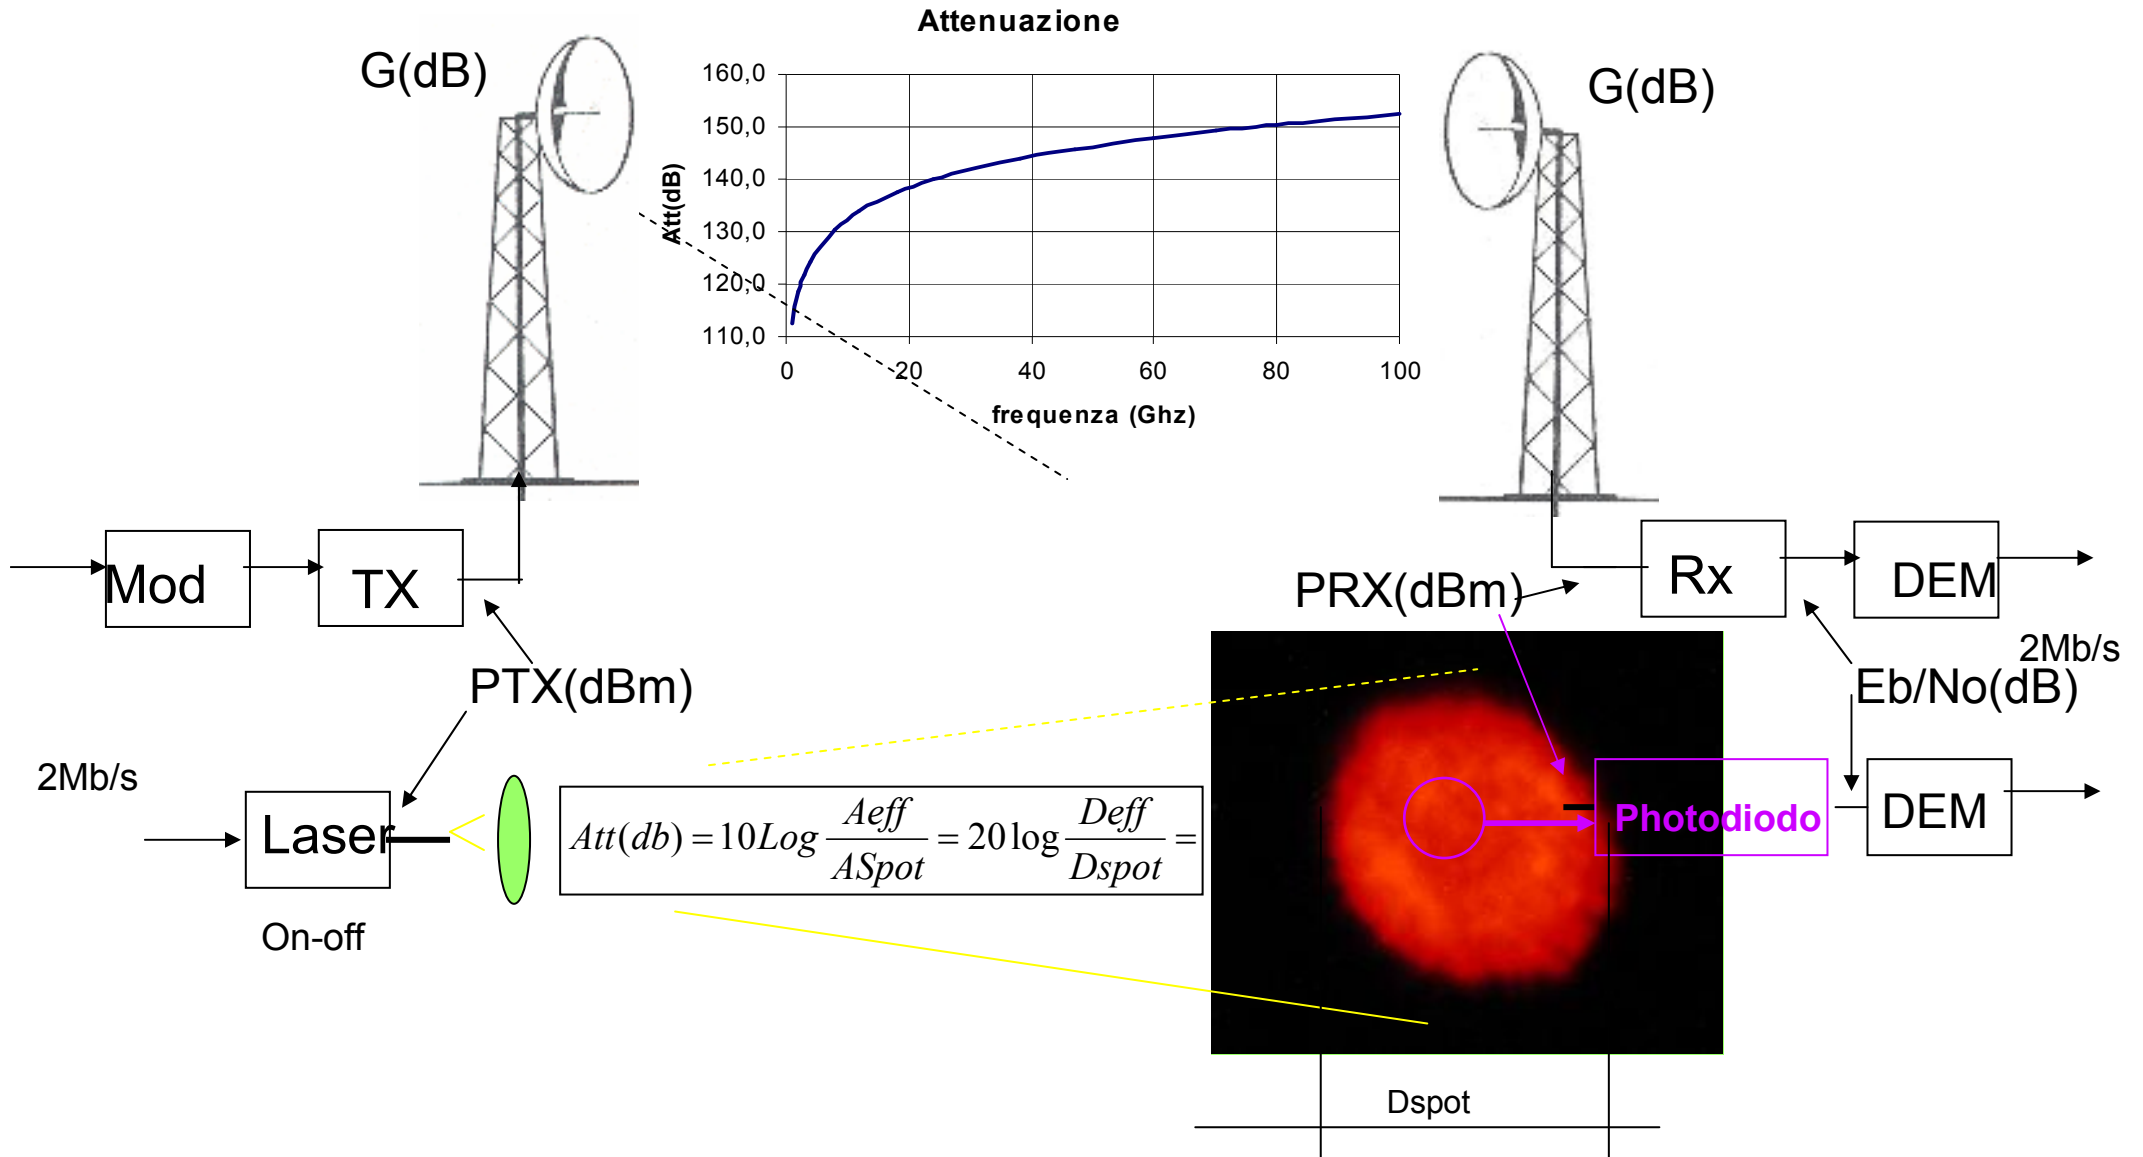 Attenuazione
G(dB)
G(dB)
Att(dB)
160,0
150,0
140,0
130,0
120,0
110,0
0 20 40 60 80 100
frequenza (Ghz)
Mod
TX
PTX(dBm)
PRX(dBm)
Rx
DEM
2Mb/s
Eb/No(dB)
2Mb/s
Laser
On-off
Att(db) = 10Log Aeff/ASpot = 20log Deff/Dspot =
Photodiodo
DEM
Dspot